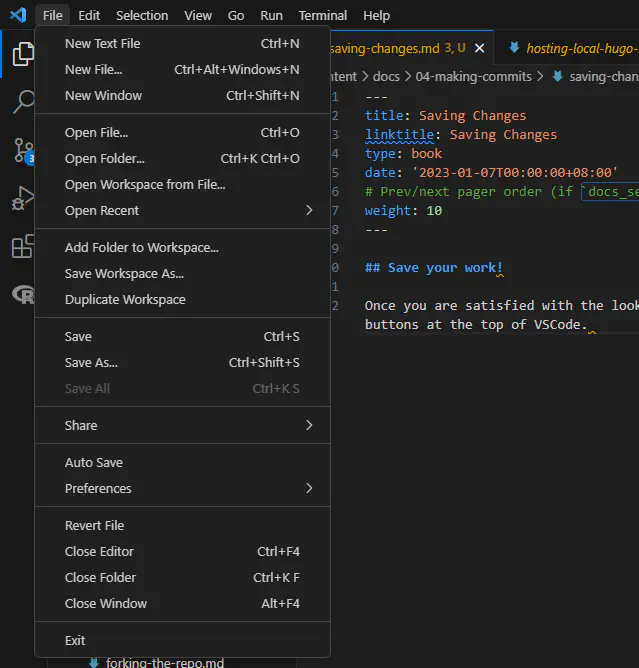 File Edit Selection View Go Run Terminal Help
New Text File Ctrl+N
New File... Ctrl+Alt+Windows+N
New Window Ctrl+Shift+N
Open File... Ctrl+O
Open Folder... Ctrl+K Ctrl+O
Open Workspace from File...
Open Recent
Add Folder to Workspace...
Save Workspace As...
Duplicate Workspace
Save Ctrl+S
Save As... Ctrl+Shift+S
Save All Ctrl+K S
Share
Auto Save
Preferences
Revert File
Close Editor Ctrl+F4
Close Folder Ctrl+K F
Close Window Alt+F4
Exit
3
R
forking-the-repo.md
saving-changes.md 3, U hosting-local-hugo-
ntent > docs > 04-making-commits > saving-chan
1 ---
2 title: Saving Changes
3 linktitle: Saving Changes
4 type: book
5 date: '2023-01-07T00:00:00+08:00'
6 # Prev/next pager order (if `docs_se
7 weight: 10
8 ---
9
0 ## Save your work!
1
2 Once you are satisfied with the look
buttons at the top of VSCode.